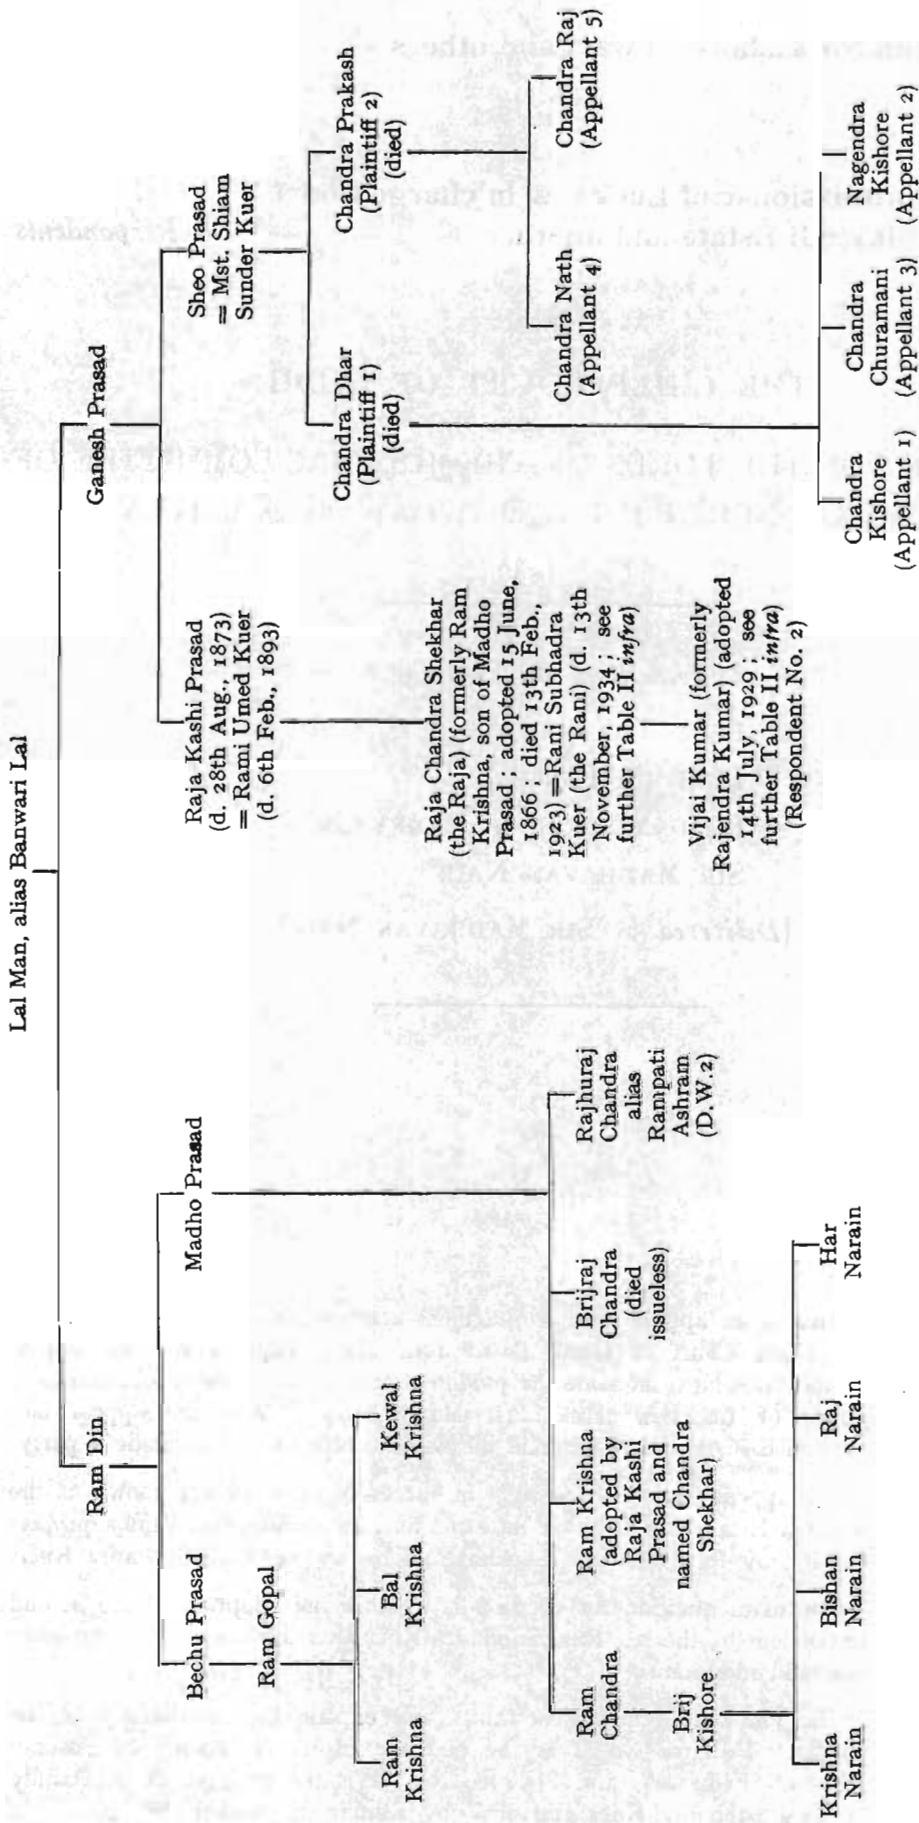 Lal Man, alias Banwari Lal
Ram Din
Ganesh Prasad
Bechu Prasad
Madho Prasad
Raja Kashi Prasad
(d. 28th Aug., 1873)
= Rami Umed Kuer
(d. 6th Feb., 1893)
Sheo Prasad
= Mst. Shiam
Sunder Kuer
Ram Gopal
Raja Chandra Shekhar
(the Raja) (formerly Ram
Krishna, son of Madho
Prasad; adopted 15 June,
1866; died 13th Feb.,
1923) = Rani Subhadra
Kuer (the Rani) (d. 13th
November, 1934; see
further Table II infra)
Chandra Dhar
(Plaintiff 1)
(died)
Chandra Prakash
(Plaintiff 2)
(died)
Ram
Krishna
Bal
Krishna
Kewal
Krishna
Vijai Kumar (formerly
Rajendra Kumar) (adopted
14th July, 1929; see
further Table II infra)
(Respondent No. 2)
Chandra Nath
(Appellant 4)
Chandra Raj
(Appellant 5)
Ram
Chandra
Ram Krishna
(adopted by
Raja Kashi
Prasad and
named Chandra
Shekhar)
Brijraj
Chandra
(died
issueless)
Rajhuraj
Chandra
alias
Rampati
Ashram
(D.W.2)
Brij
Kishore
Krishna
Narain
Bishan
Narain
Raj
Narain
Har
Narain
Chandra
Kishore
(Appellant 1)
Chandra
Churamani
(Appellant 3)
Nagendra
Kishore
(Appellant 2)